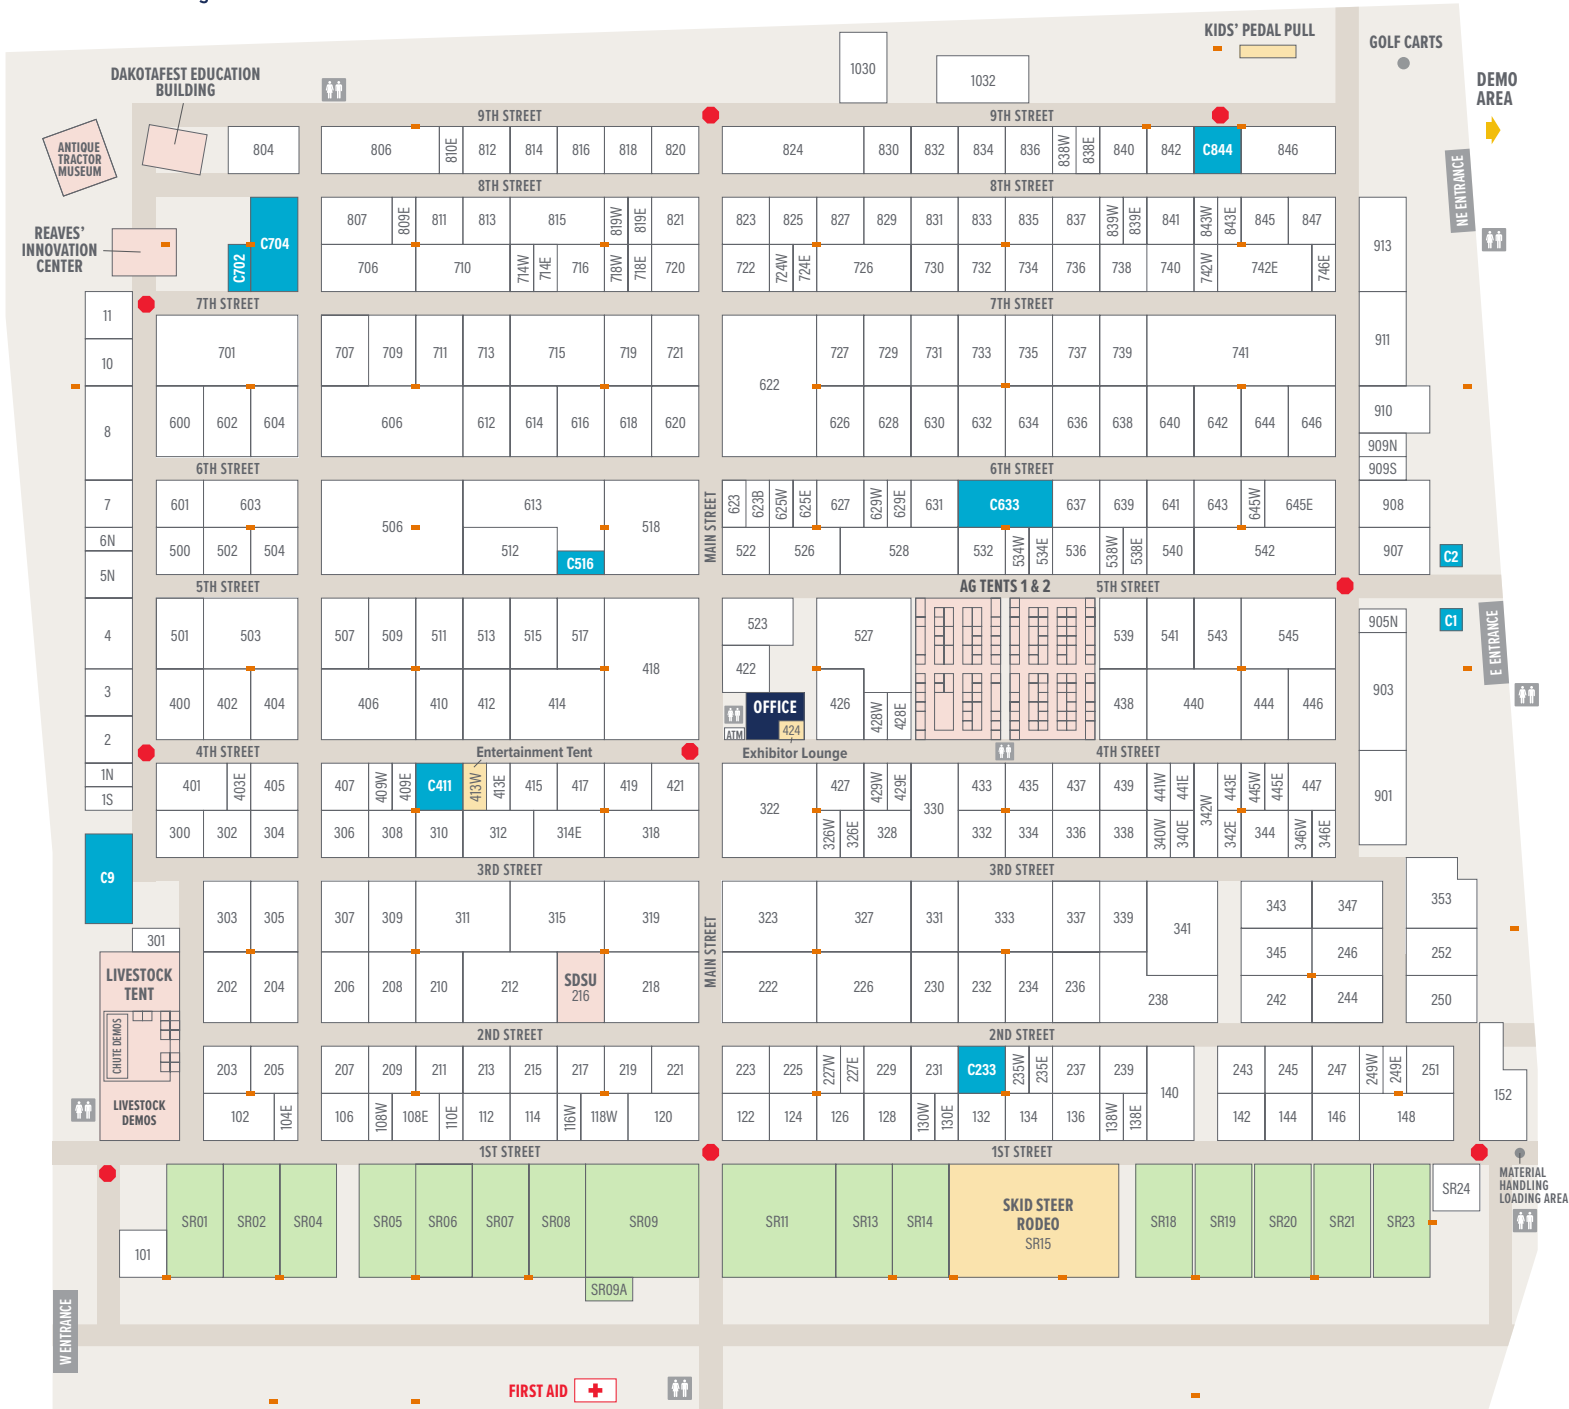 KIDS' PEDAL PULL
GOLF CARTS
1030
1032
DAKOTAFEST EDUCATION
BUILDING
DEMO
AREA
9TH STREET
9TH STREET
ANTIQUE
TRACTOR
MUSEUM
804
806
810E
812
814
816
818
820
824
830
832
834
836
838W
838E
840
842
C844
846
NE ENTRANCE
8TH STREET
8TH STREET
REAVES'
INNOVATION
CENTER
C702
C704
807
809E
811
813
815
819W
819E
821
823
825
827
829
831
833
835
837
839W
839E
841
843W
843E
845
847
913
706
710
714W
714E
716
718W
718E
720
722
724W
724E
726
730
732
734
736
738
740
742W
742E
746E
7TH STREET
7TH STREET
11
10
701
707
709
711
713
715
719
721
622
727
729
731
733
735
737
739
741
911
8
600
602
604
606
612
614
616
618
620
626
628
630
632
634
636
638
640
642
644
646
910
909N
909S
6TH STREET
6TH STREET
7
6N
5N
601
603
506
613
518
MAIN STREET
623
623B
625W
625E
627
629W
629E
631
C633
637
639
641
643
645W
645E
908
500
502
504
512
C516
522
526
528
532
534W
534E
536
538W
538E
540
542
907
C2
5TH STREET
AG TENTS 1 & 2
5TH STREET
4
3
2
501
503
507
509
511
513
515
517
418
523
527
539
541
543
545
905N
C1
E ENTRANCE
903
400
402
404
406
410
412
414
422
OFFICE
424
ATM
426
428W
428E
438
440
444
446
4TH STREET
Entertainment Tent
Exhibitor Lounge
4TH STREET
1N
1S
401
403E
405
407
409W
409E
C411
413W
413E
415
417
419
421
322
427
429W
429E
330
433
435
437
439
441W
441E
342W
443E
445W
445E
447
901
300
302
304
306
308
310
312
314E
318
326W
326E
328
332
334
336
338
340W
340E
342E
344
346W
346E
C9
3RD STREET
3RD STREET
301
303
305
307
309
311
315
319
MAIN STREET
323
327
331
333
337
339
341
343
347
353
LIVESTOCK
TENT
202
204
206
208
210
212
SDSU
216
218
222
226
230
232
234
236
238
345
246
252
242
244
250
CHUTE DEMOS
2ND STREET
2ND STREET
203
205
207
209
211
213
215
217
219
221
223
225
227W
227E
229
231
C233
235W
235E
237
239
140
243
245
247
249W
249E
251
152
LIVESTOCK
DEMOS
102
104E
106
108W
108E
110E
112
114
116W
118W
120
122
124
126
128
130W
130E
132
134
136
138W
138E
142
144
146
148
1ST STREET
1ST STREET
MATERIAL
HANDLING
LOADING AREA
101
SR01
SR02
SR04
SR05
SR06
SR07
SR08
SR09
SR09A
SR11
SR13
SR14
SKID STEER
RODEO
SR15
SR18
SR19
SR20
SR21
SR23
SR24
W ENTRANCE
FIRST AID